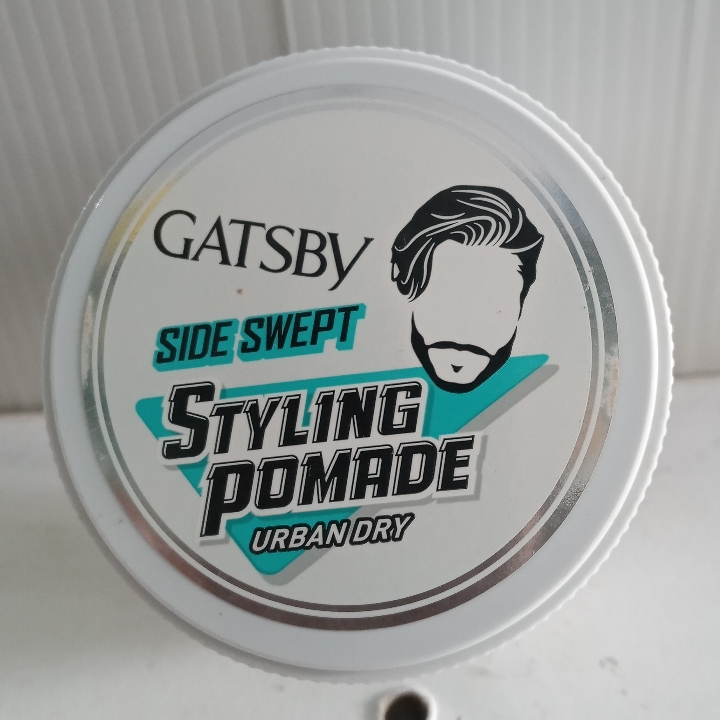 GATSBY
SIDE SWEPT
STYLING
POMADE
URBAN DRY